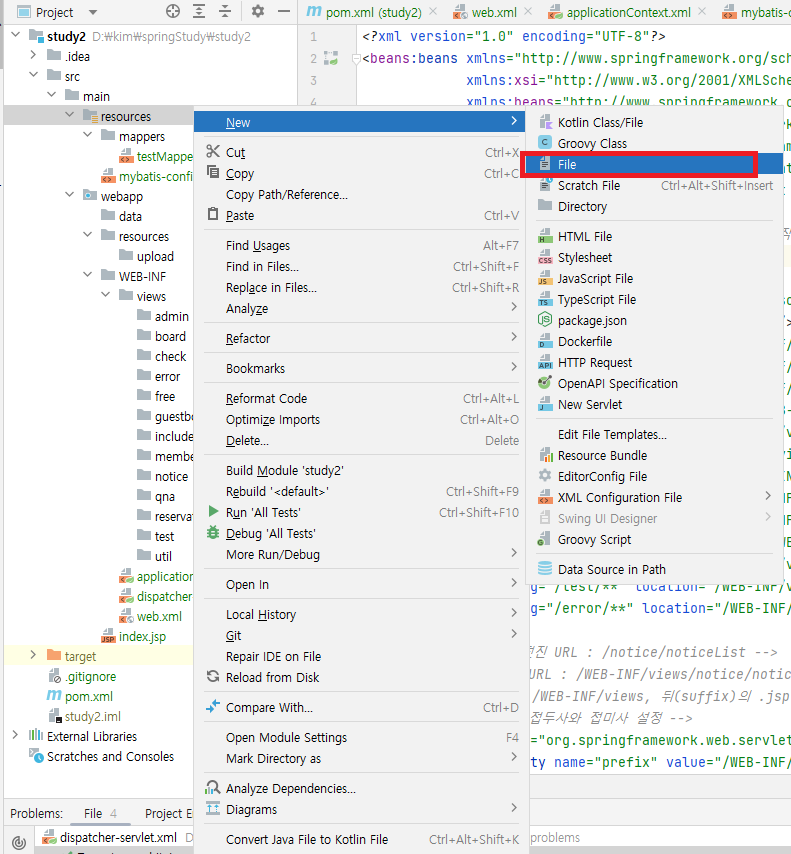 Project
pom.xml (study2)
web.xml
applicationContext.xml
mybatis-
study2 D:₩kim₩springStudy₩study2
.idea
src
main
resources
mappers
testMappe
mybatis-confi
webapp
data
resources
upload
WEB-INF
views
admin
board
check
error
free
guestbo
include
membe
notice
qna
reservat
test
util
application
dispatcher
web.xml
index.jsp
target
.gitignore
pom.xml
study2.iml
External Libraries
Scratches and Consoles
1 <?xml version="1.0" encoding="UTF-8"?>
2 <beans:beans xmlns="http://www.springframework.org/sch
3 xmlns:xsi="http://www.w3.org/2001/XMLSche
4 xmlns:beans="http://www.springframework.o
New
Cut Ctrl+X
Copy Ctrl+C
Copy Path/Reference...
Paste Ctrl+V
Find Usages Alt+F7
Find in Files... Ctrl+Shift+F
Replace in Files... Ctrl+Shift+R
Analyze
Refactor
Bookmarks
Reformat Code Ctrl+Alt+L
Optimize Imports Ctrl+Alt+O
Delete... Delete
Build Module 'study2'
Rebuild '<default>' Ctrl+Shift+F9
Run 'All Tests' Ctrl+Shift+F10
Debug 'All Tests'
More Run/Debug
Open In
Local History
Git
Repair IDE on File
Reload from Disk
Compare With... Ctrl+D
Open Module Settings F4
Mark Directory as
Analyze Dependencies...
Diagrams
Convert Java File to Kotlin File Ctrl+Alt+Shift+K
Kotlin Class/File
Groovy Class
File
Scratch File Ctrl+Alt+Shift+Insert
Directory
HTML File
Stylesheet
JavaScript File
TypeScript File
package.json
Dockerfile
HTTP Request
OpenAPI Specification
New Servlet
Edit File Templates...
Resource Bundle
EditorConfig File
XML Configuration File
Swing UI Designer
Groovy Script
Data Source in Path
g="/test/**" location="/WEB-INF/v
g="/error/**" location="/WEB-INF/
진 URL : /notice/noticeList -->
URL : /WEB-INF/views/notice/notic
/WEB-INF/views, 뒤(suffix)의 .jsp
접두사와 접미사 설정 -->
="org.springframework.web.servlet
ty name="prefix" value="/WEB-INF/
Problems: File 4 Project Er
dispatcher-servlet.xml D
problems